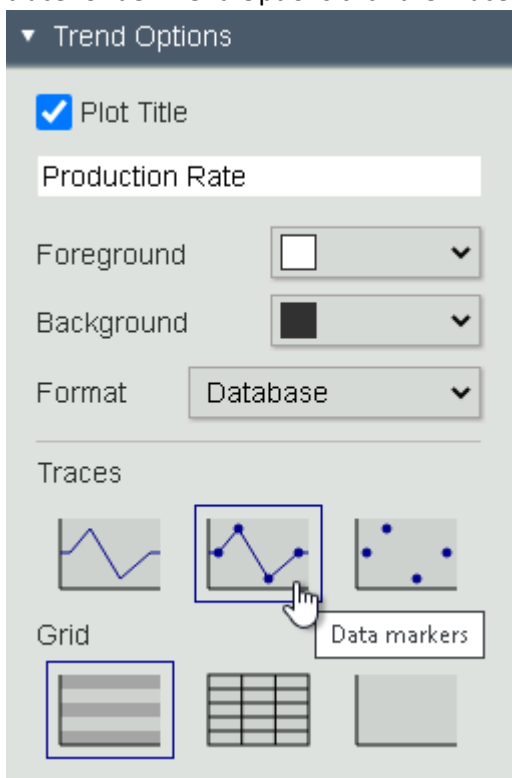 Trend Options
Plot Title
Production Rate
Foreground
Background
Format Database
Traces
Data markers
Grid